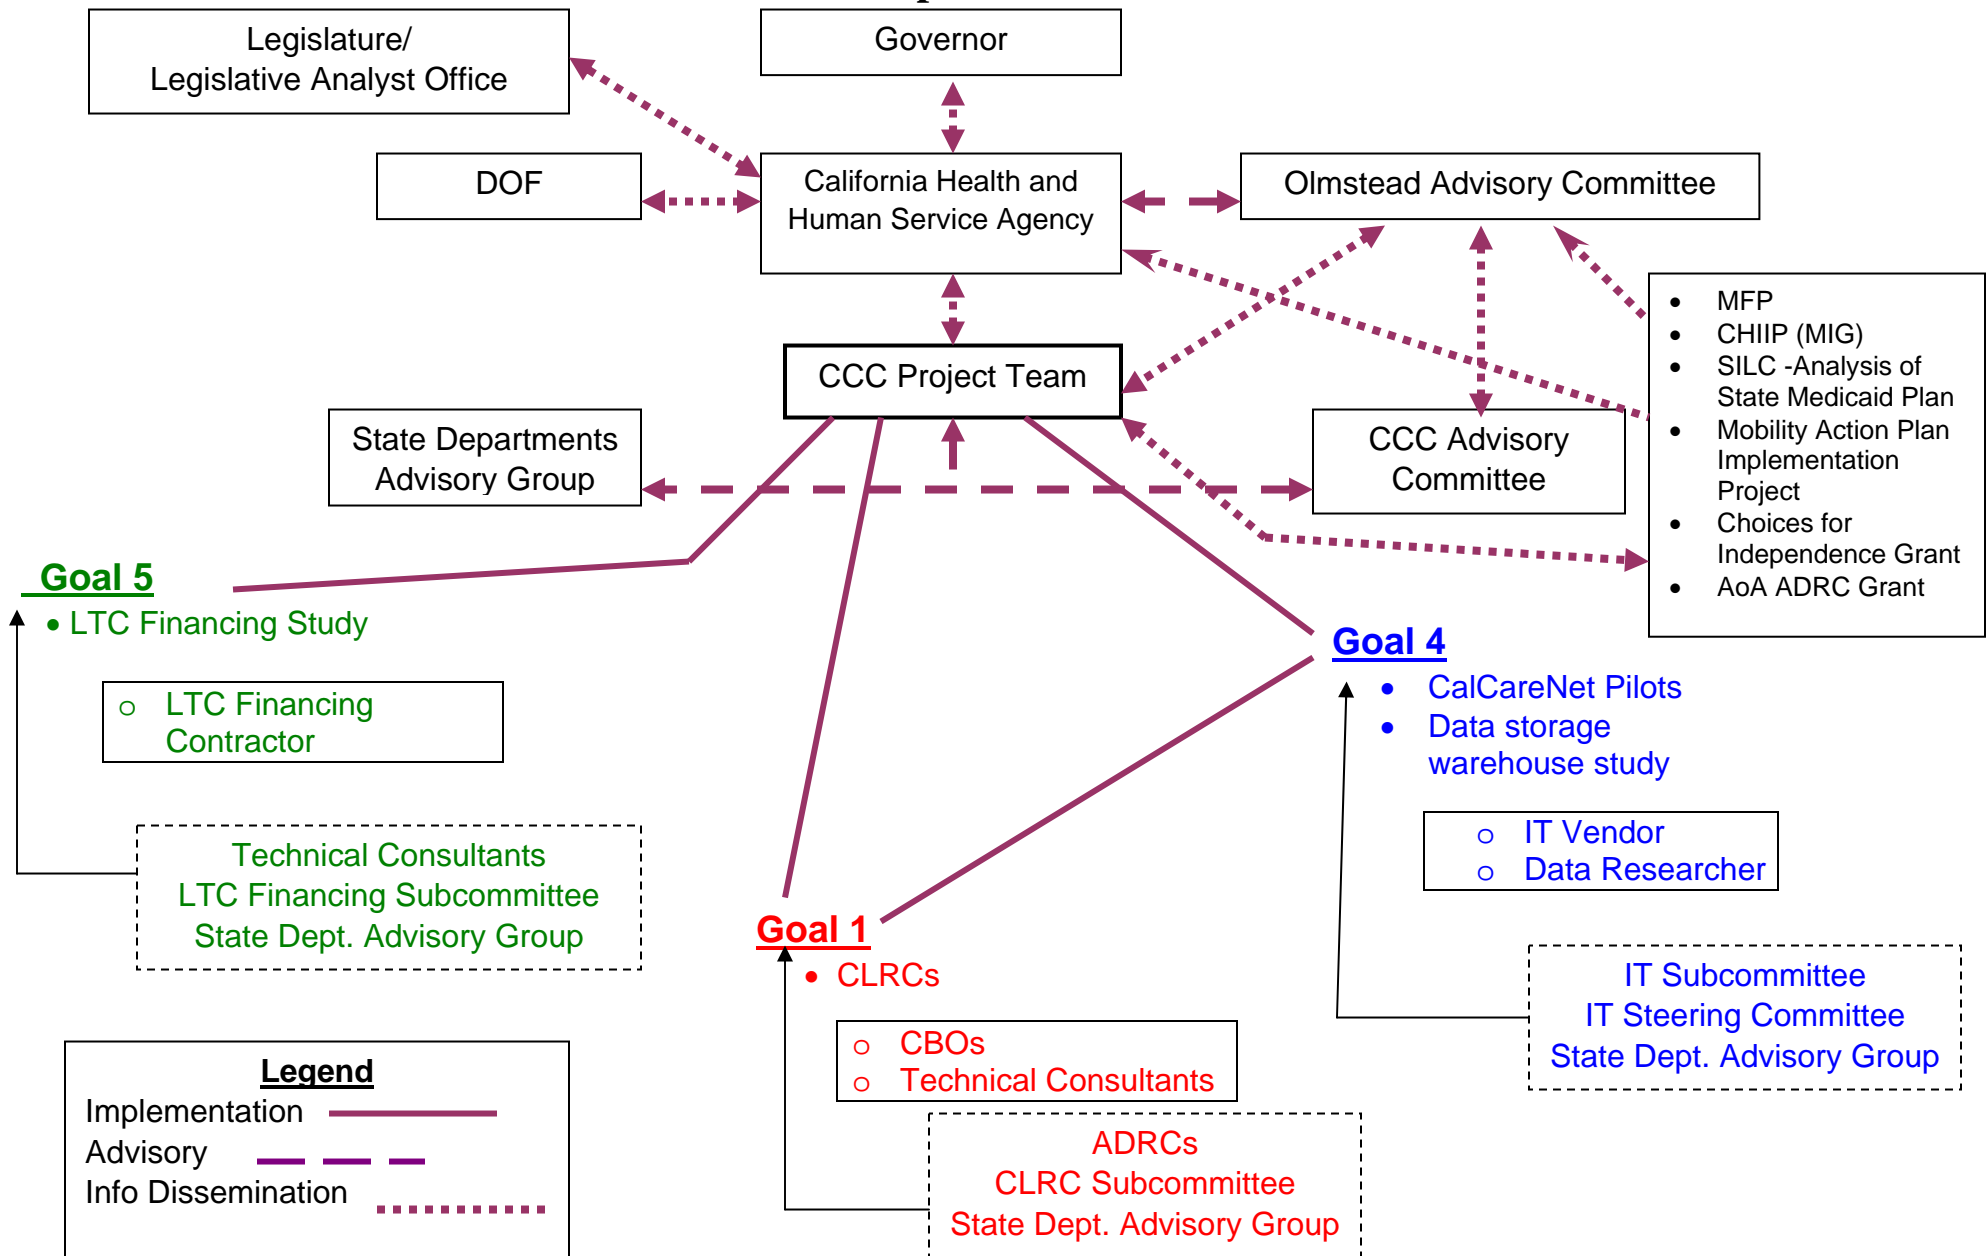 Legislature/
Legislative Analyst Office
Governor
DOF
California Health and
Human Service Agency
Olmstead Advisory Committee
• MFP
• CHIIP (MIG)
• SILC -Analysis of
State Medicaid Plan
• Mobility Action Plan
Implementation
Project
• Choices for
Independence Grant
• AoA ADRC Grant
CCC Project Team
State Departments
Advisory Group
CCC Advisory
Committee
Goal 5
• LTC Financing Study
o LTC Financing
Contractor
Technical Consultants
LTC Financing Subcommittee
State Dept. Advisory Group
Goal 4
• CalCareNet Pilots
• Data storage
warehouse study
o IT Vendor
o Data Researcher
IT Subcommittee
IT Steering Committee
State Dept. Advisory Group
Goal 1
• CLRCs
o CBOs
o Technical Consultants
ADRCs
CLRC Subcommittee
State Dept. Advisory Group
Legend
Implementation
Advisory
Info Dissemination